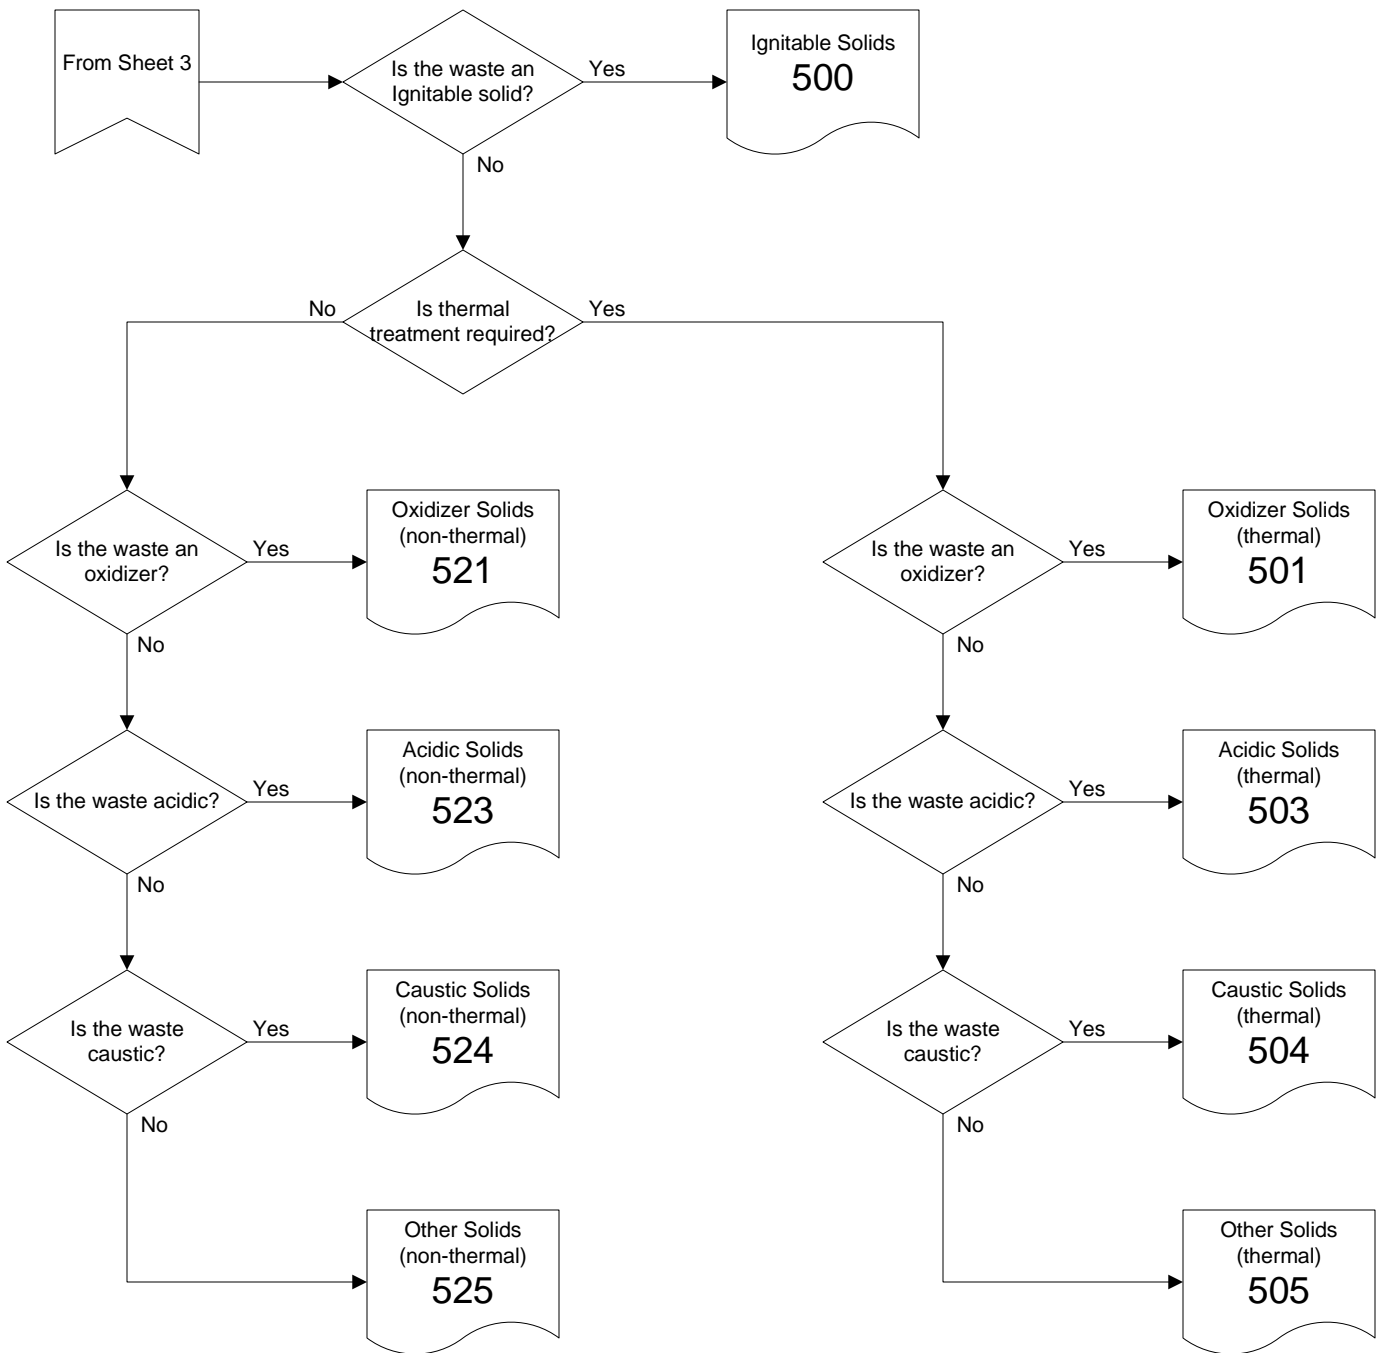 From Sheet 3
Is the waste an
Ignitable solid?
Yes
Ignitable Solids
500
No
Is thermal
treatment required?
No
Yes
Is the waste an
oxidizer?
Yes
Oxidizer Solids
(non-thermal)
521
No
Is the waste acidic?
Yes
Acidic Solids
(non-thermal)
523
No
Is the waste
caustic?
Yes
Caustic Solids
(non-thermal)
524
No
Other Solids
(non-thermal)
525
Is the waste an
oxidizer?
Yes
Oxidizer Solids
(thermal)
501
No
Is the waste acidic?
Yes
Acidic Solids
(thermal)
503
No
Is the waste
caustic?
Yes
Caustic Solids
(thermal)
504
No
Other Solids
(thermal)
505